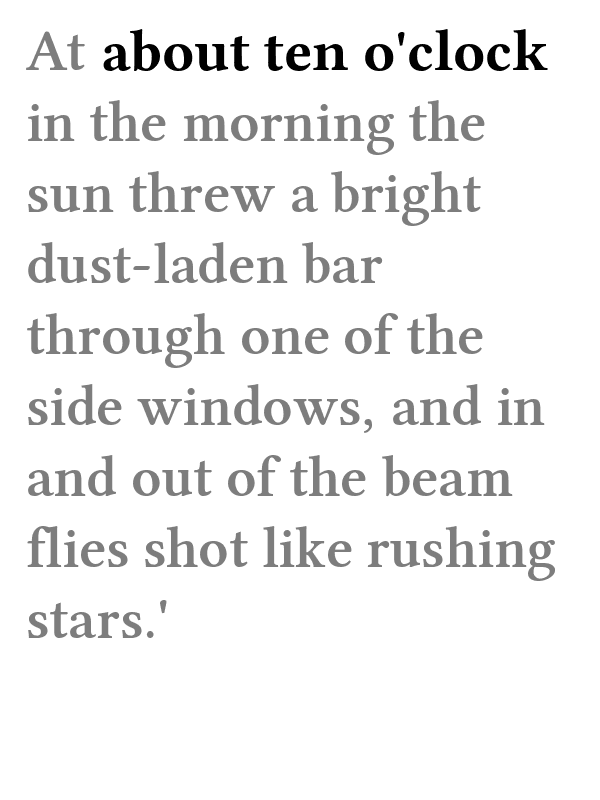 At about ten o'clock
in the morning the
sun threw a bright
dust-laden bar
through one of the
side windows, and in
and out of the beam
flies shot like rushing
stars.'